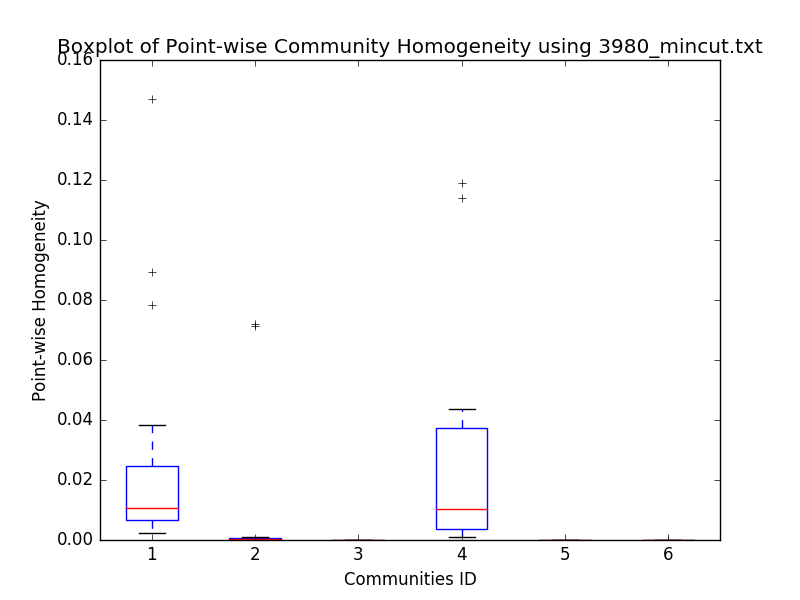 Boxplot of Point-wise Community Homogeneity using 3980_mincut.txt
0.16
0.14
0.12
0.10
0.08
0.06
0.04
0.02
0.00
Point-wise Homogeneity
1 2 3 4 5 6
Communities ID